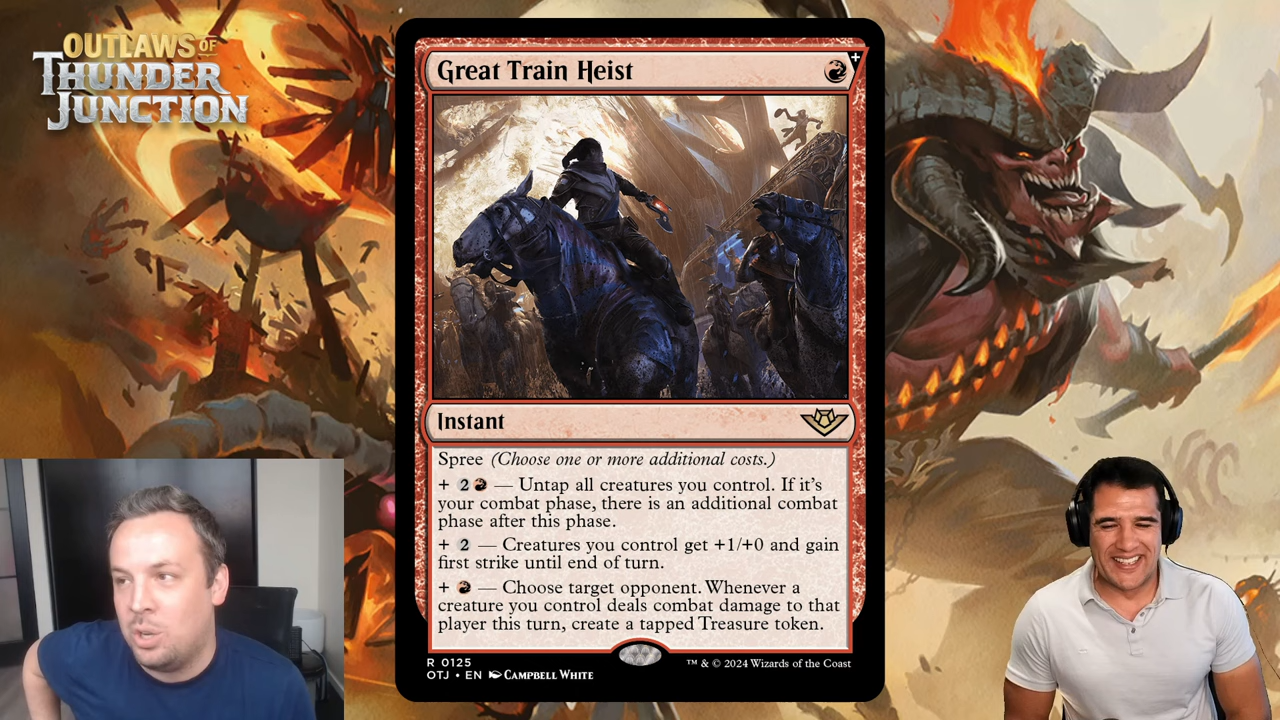 OUTLAWS OF
THUNDER
JUNCTION
Great Train Heist
Instant
Spree (Choose one or more additional costs.)
+ 2 — Untap all creatures you control. If it's
your combat phase, there is an additional combat
phase after this phase.
+ 2 — Creatures you control get +1/+0 and gain
first strike until end of turn.
+ — Choose target opponent. Whenever a
creature you control deals combat damage to that
player this turn, create a tapped Treasure token.
R 0125
OTJ • EN CAMPBELL WHITE
™ & © 2024 Wizards of the Coast